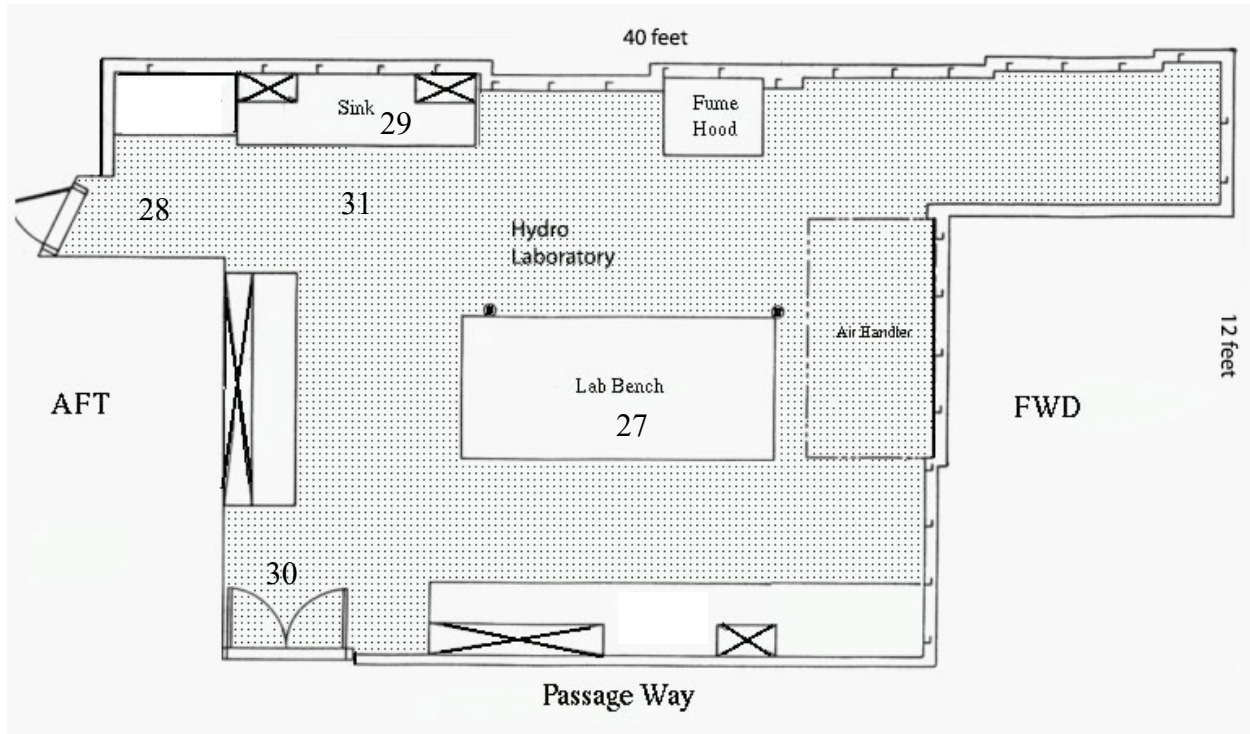 40 feet
Fume
Hood
Sink
29
28
31
Hydro
Laboratory
Air Handler
12 feet
Lab Bench
27
AFT
FWD
30
Passage Way